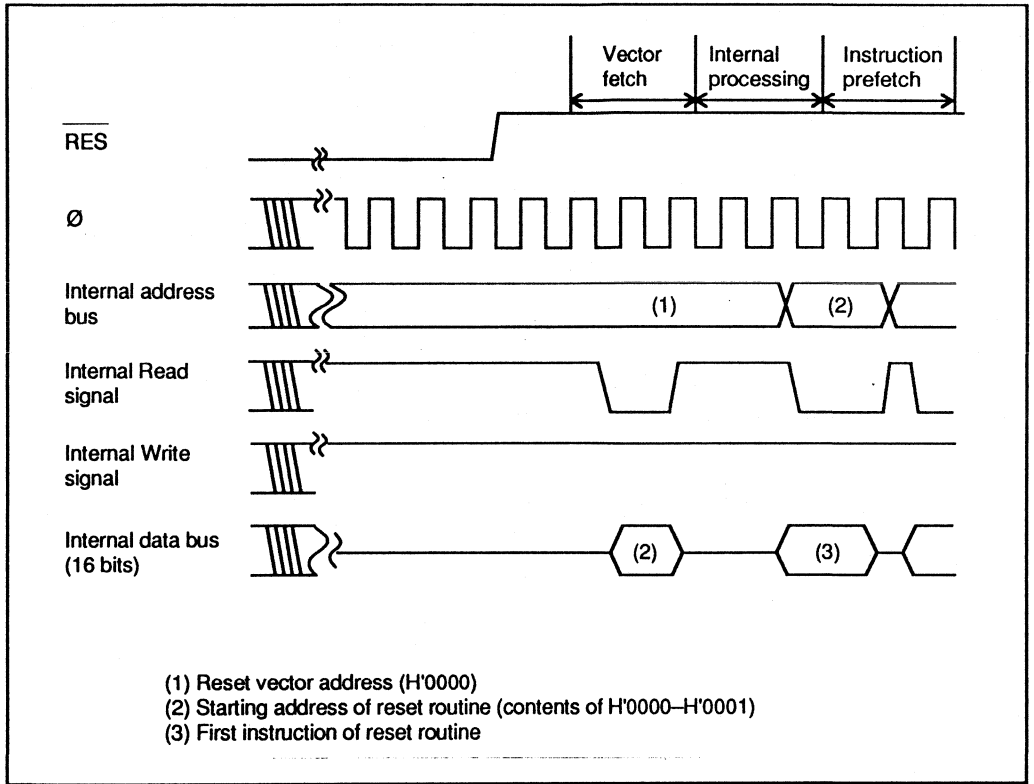 Vector fetch
Internal processing
Instruction prefetch
RES
Ø
Internal address bus
(1)
(2)
Internal Read signal
Internal Write signal
Internal data bus (16 bits)
(2)
(3)
(1) Reset vector address (H'0000)
(2) Starting address of reset routine (contents of H'0000–H'0001)
(3) First instruction of reset routine